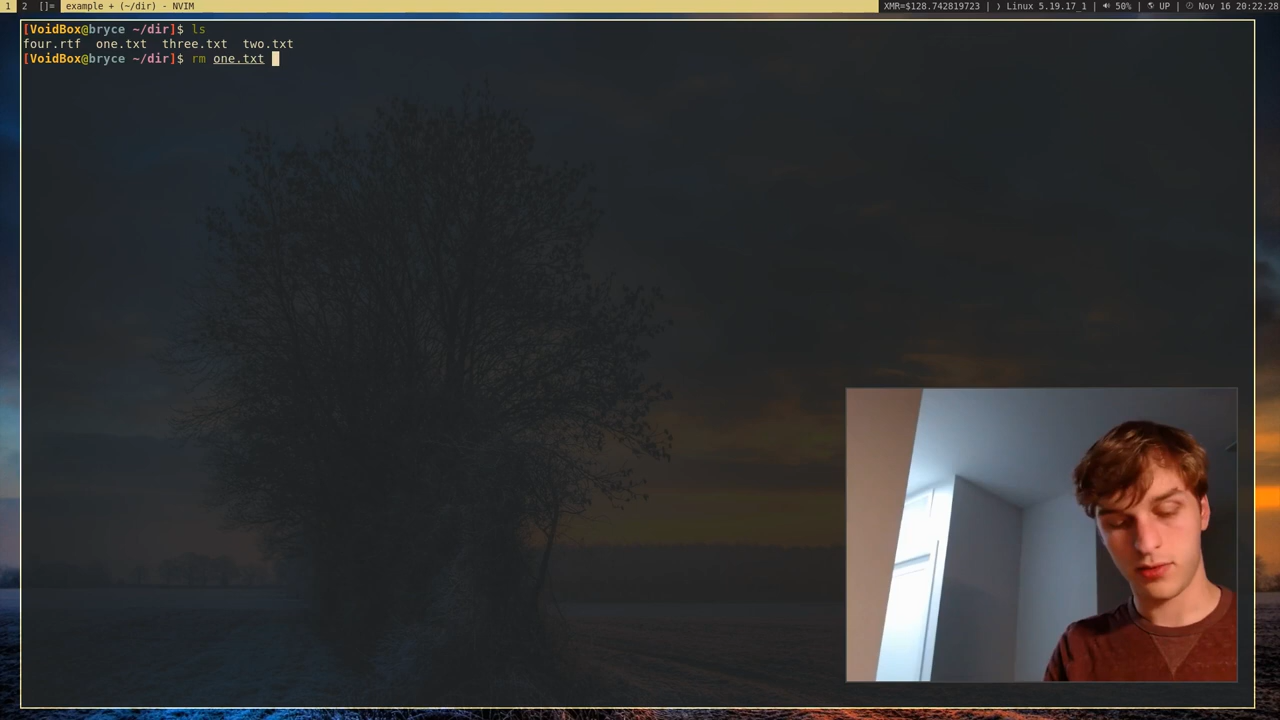 1 2 []= example + (~/dir) - NVIM XMR=$128.742819723 | ❭ Linux 5.19.17_1 | 50% | UP | Nov 16 20:22:28
[VoidBox@bryce ~/dir]$ ls
four.rtf one.txt three.txt two.txt
[VoidBox@bryce ~/dir]$ rm one.txt